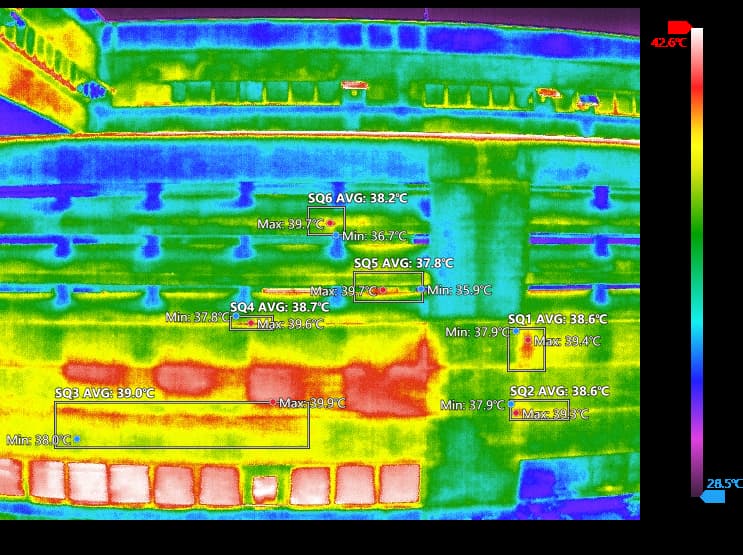 42.6°C
SQ6 AVG: 38.2°C
Max: 39.7°C
Min: 36.7°C
SQ5 AVG: 37.8°C
Max: 39.7°C
Min: 35.9°C
SQ4 AVG: 38.7°C
Min: 37.8°C
Max: 39.6°C
SQ1 AVG: 38.6°C
Min: 37.9°C
Max: 39.4°C
SQ3 AVG: 39.0°C
Max: 39.9°C
Min: 38.0°C
SQ2 AVG: 38.6°C
Min: 37.9°C
Max: 39.3°C
28.5°C